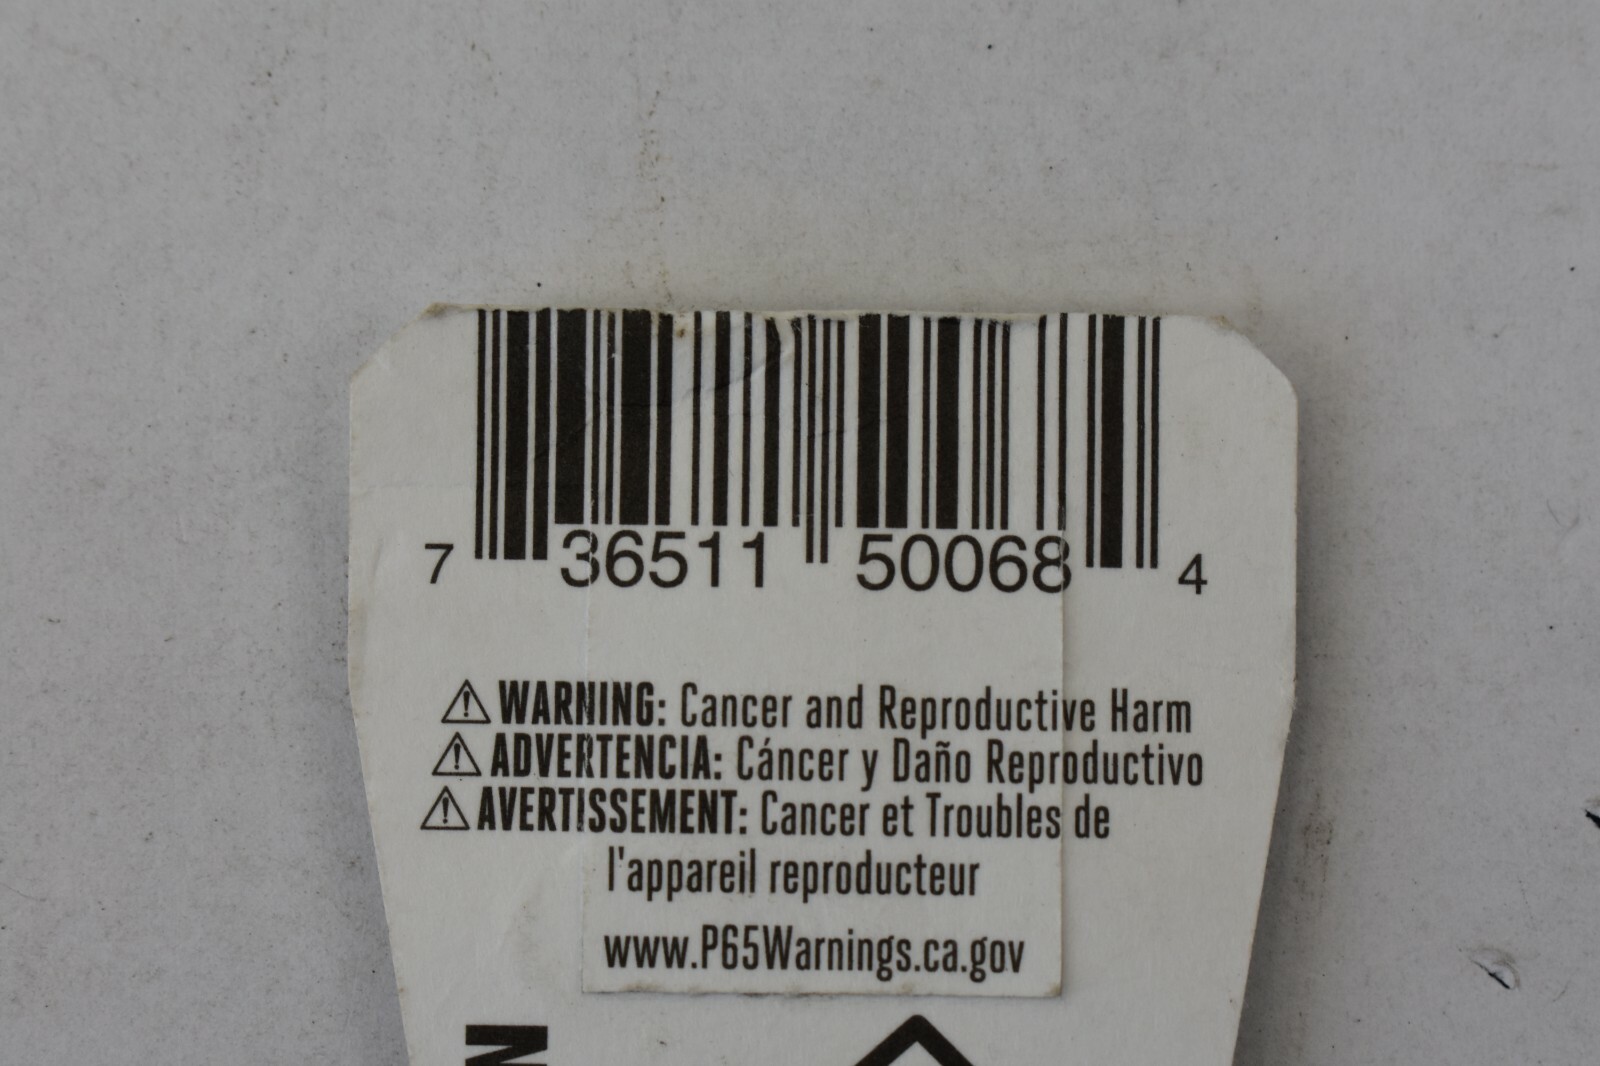 7 36511 50068 4
⚠ WARNING: Cancer and Reproductive Harm
⚠ ADVERTENCIA: Cáncer y Daño Reproductivo
⚠ AVERTISSEMENT: Cancer et Troubles de
l'appareil reproducteur
www.P65Warnings.ca.gov
N